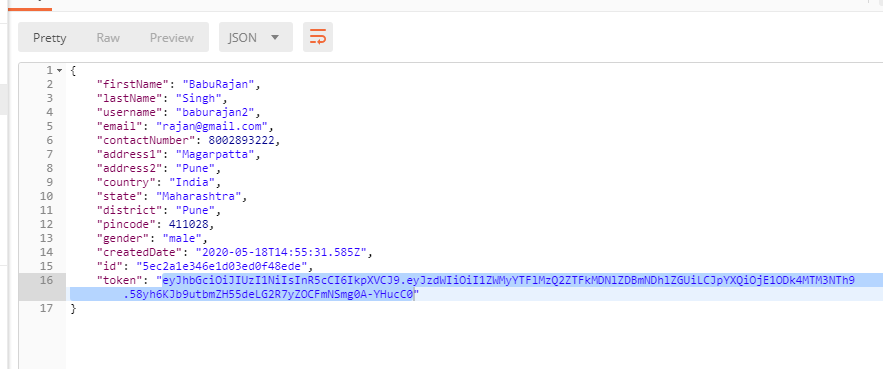 Pretty Raw Preview JSON
1 {
2 "firstName": "BabuRajan",
3 "lastName": "Singh",
4 "username": "baburajan2",
5 "email": "rajan@gmail.com",
6 "contactNumber": 8002893222,
7 "address1": "Magarpatta",
8 "address2": "Pune",
9 "country": "India",
10 "state": "Maharashtra",
11 "district": "Pune",
12 "pincode": 411028,
13 "gender": "male",
14 "createdDate": "2020-05-18T14:55:31.585Z",
15 "id": "5ec2a1e346e1d03ed0f48ede",
16 "token": "eyJhbGciOiJIUzI1NiIsInR5cCI6IkpXVCJ9.eyJzdWIiOiI1ZWMyYTFlMzQ2ZTFkMDNlZDBmNDhlZGUiLCJpYXQiOjE1ODk4MTM3NTh9
.58yh6KJb9utbmZH55deLG2R7yZOCFmNSmg0A-YHucC0"
17 }